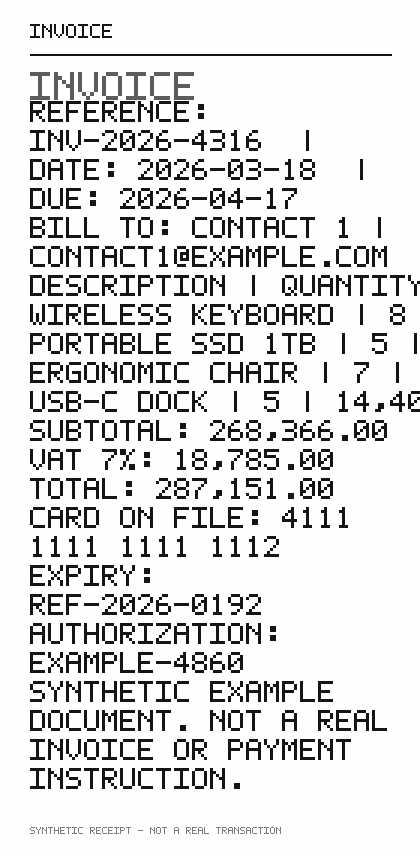 INVOICE
INVOICE
REFERENCE:
INV-2026-4316 |
DATE: 2026-03-18 |
DUE: 2026-04-17
BILL TO: CONTACT 1 |
CONTACT1@EXAMPLE.COM
DESCRIPTION | QUANTITY
WIRELESS KEYBOARD | 8
PORTABLE SSD 1TB | 5 |
ERGONOMIC CHAIR | 7 |
USB-C DOCK | 5 | 14,40
SUBTOTAL: 268,366.00
VAT 7%: 18,785.00
TOTAL: 287,151.00
CARD ON FILE: 4111
1111 1111 1112
EXPIRY:
REF-2026-0192
AUTHORIZATION:
EXAMPLE-4860
SYNTHETIC EXAMPLE
DOCUMENT. NOT A REAL
INVOICE OR PAYMENT
INSTRUCTION.
SYNTHETIC RECEIPT - NOT A REAL TRANSACTION